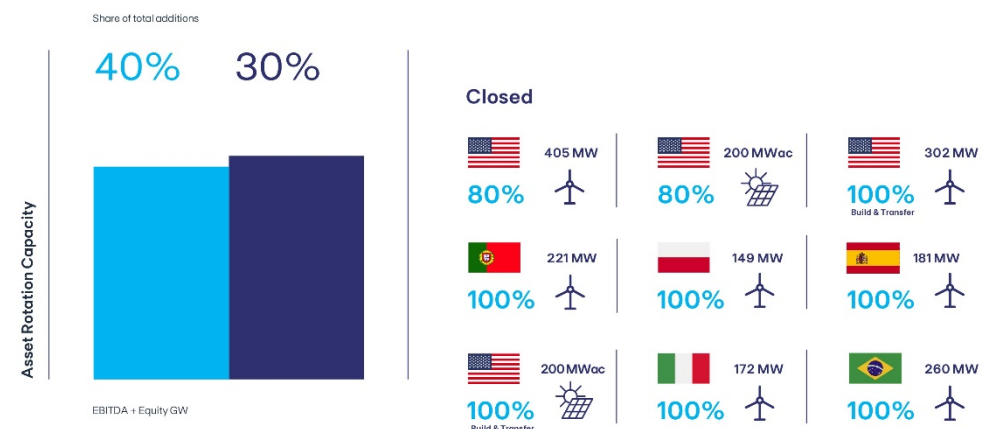 Share of total additions
40% 30%
Asset Rotation Capacity
EBITDA + Equity GW
Closed
405 MW
80%
200 MWac
80%
302 MW
100%
Build & Transfer
221 MW
100%
149 MW
100%
181 MW
100%
200 MWac
100%
Build & Transfer
172 MW
100%
260 MW
100%